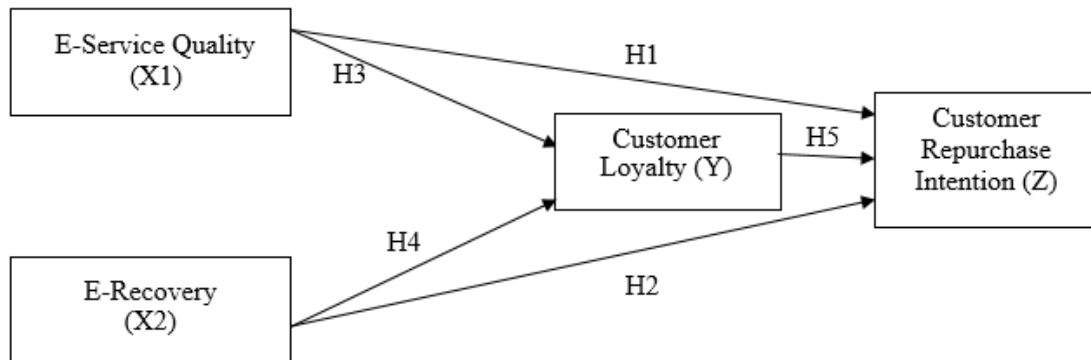 E-Service Quality
(X1)
H1
H3
Customer
Loyalty (Y)
H5
Customer
Repurchase
Intention (Z)
H4
H2
E-Recovery
(X2)